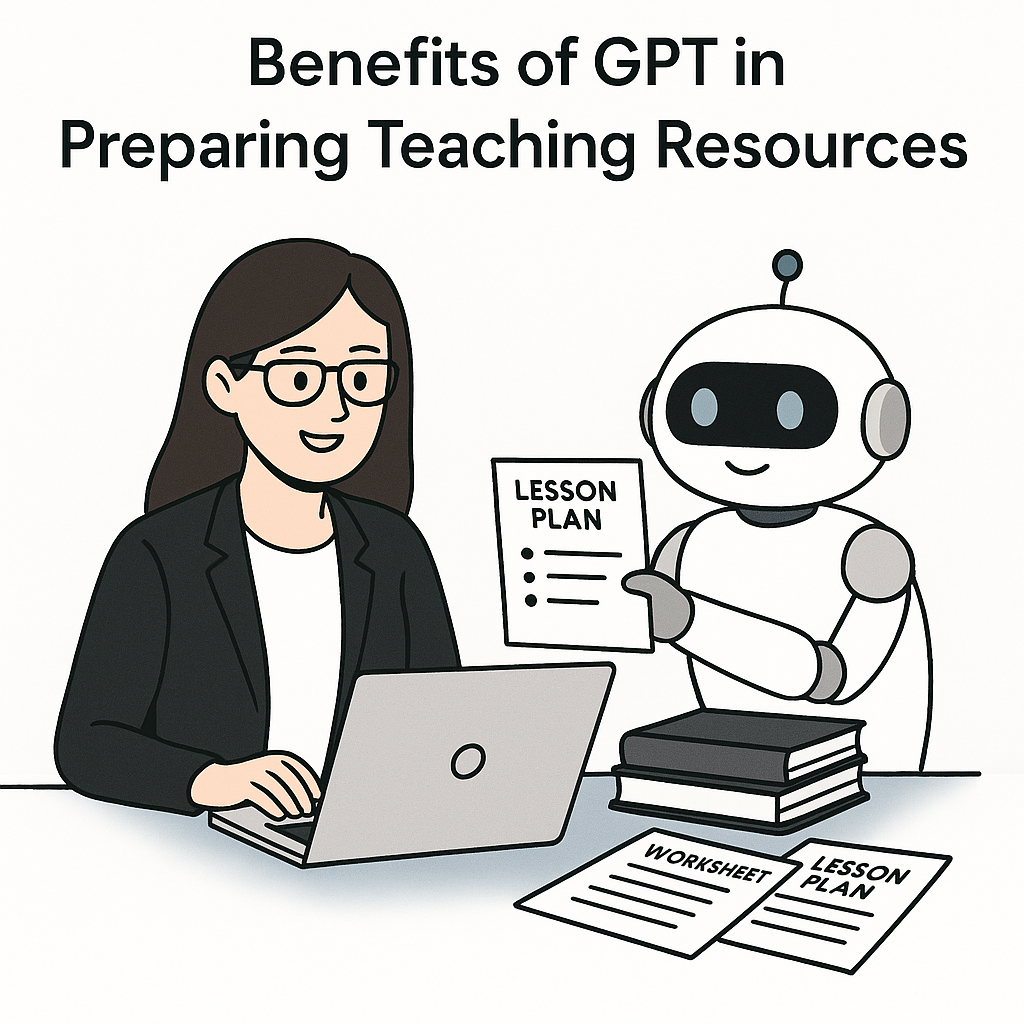 Benefits of GPT in
Preparing Teaching Resources
LESSON
PLAN
WORKSHEET
LESSON
PLAN